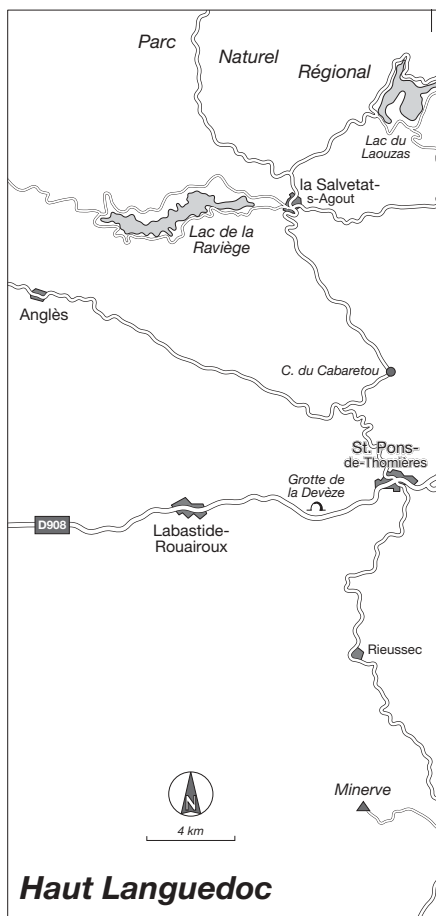 Parc
Naturel
Régional
Lac du
Laouzas
la Salvetat-
s-Agout
Lac de la
Raviège
Anglès
C. du Cabaretou
St. Pons-
de-Thomières
Grotte de
la Devèze
D908
Labastide-
Rouairoux
Rieussec
Minerve
N
4 km
Haut Languedoc